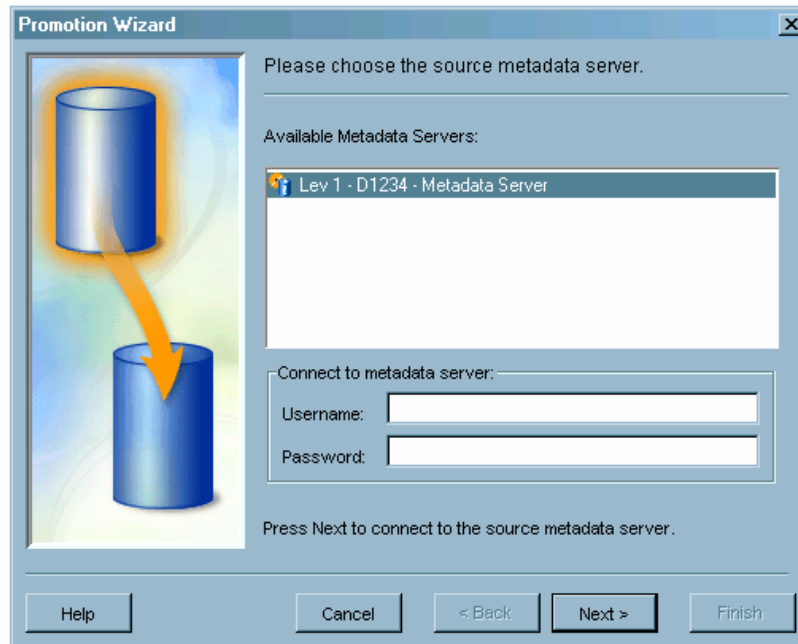 Promotion Wizard
Please choose the source metadata server.
Available Metadata Servers:
Lev 1 - D1234 - Metadata Server
Connect to metadata server:
Username:
Password:
Press Next to connect to the source metadata server.
Help
Cancel
< Back
Next >
Finish